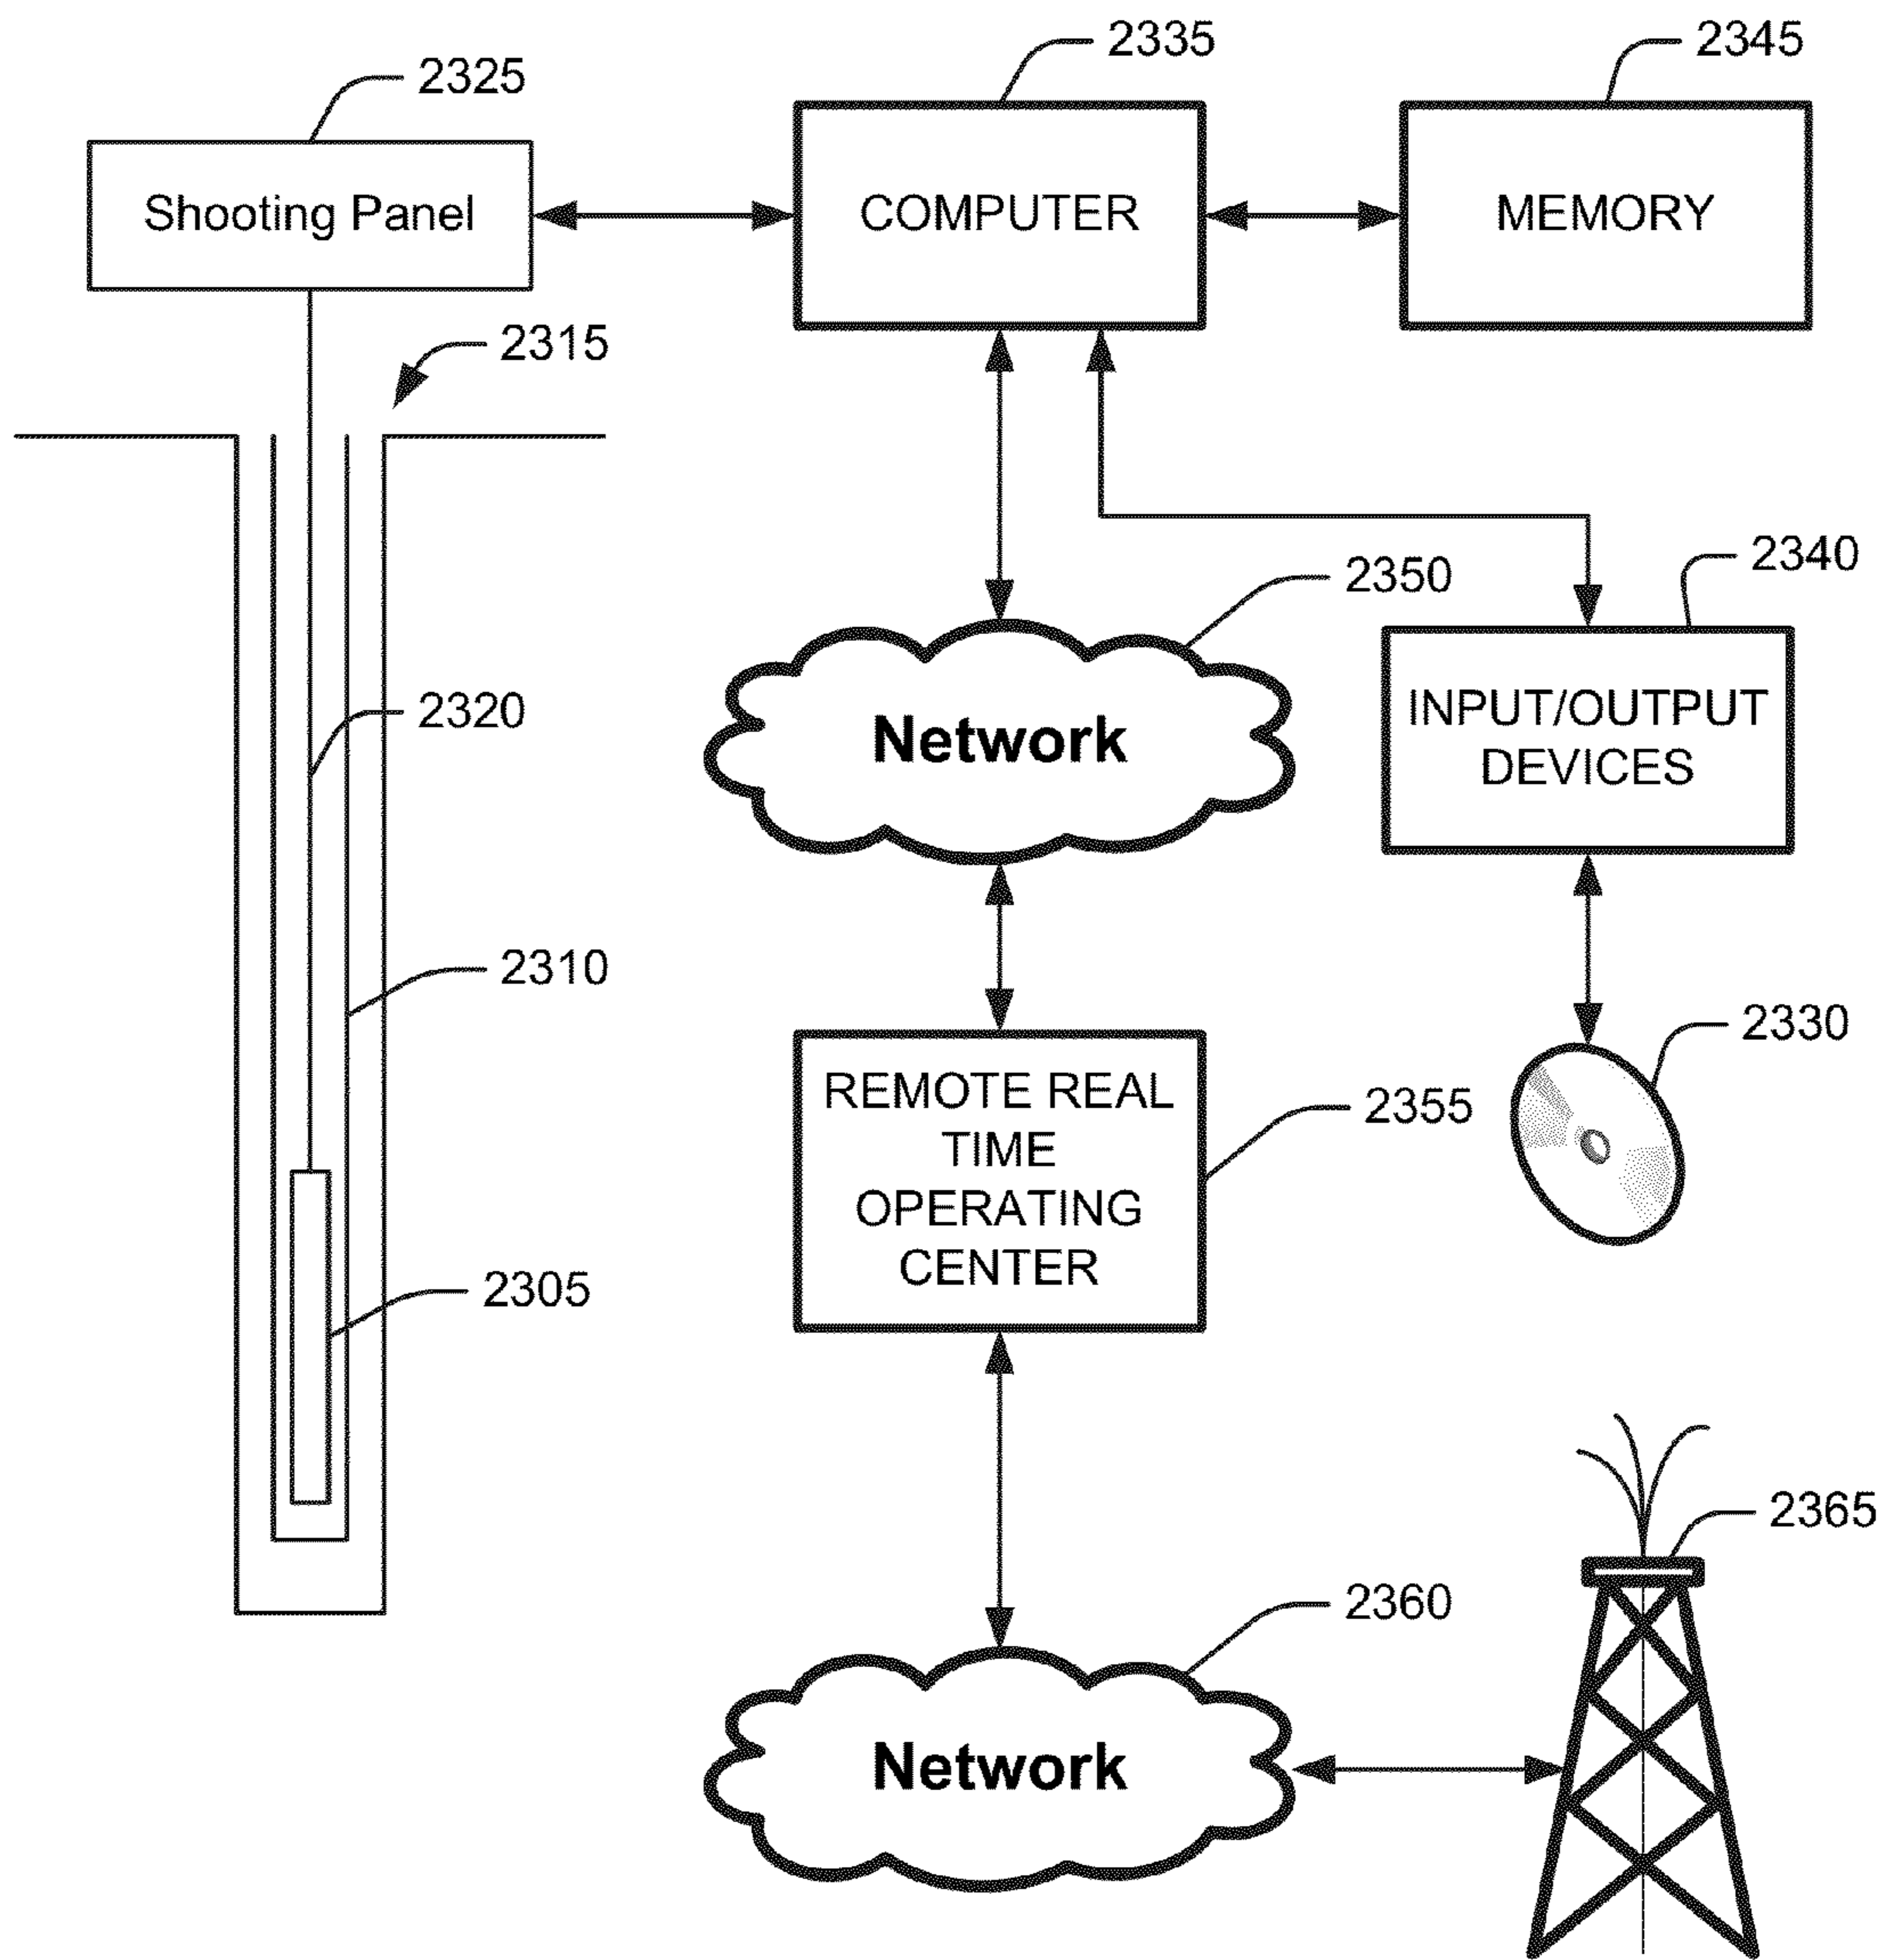 2335
2345
2325
Shooting Panel
COMPUTER
MEMORY
2315
2340
2350
2320
Network
INPUT/OUTPUT
DEVICES
2310
2330
REMOTE REAL
TIME
OPERATING
CENTER
2355
2305
2365
2360
Network